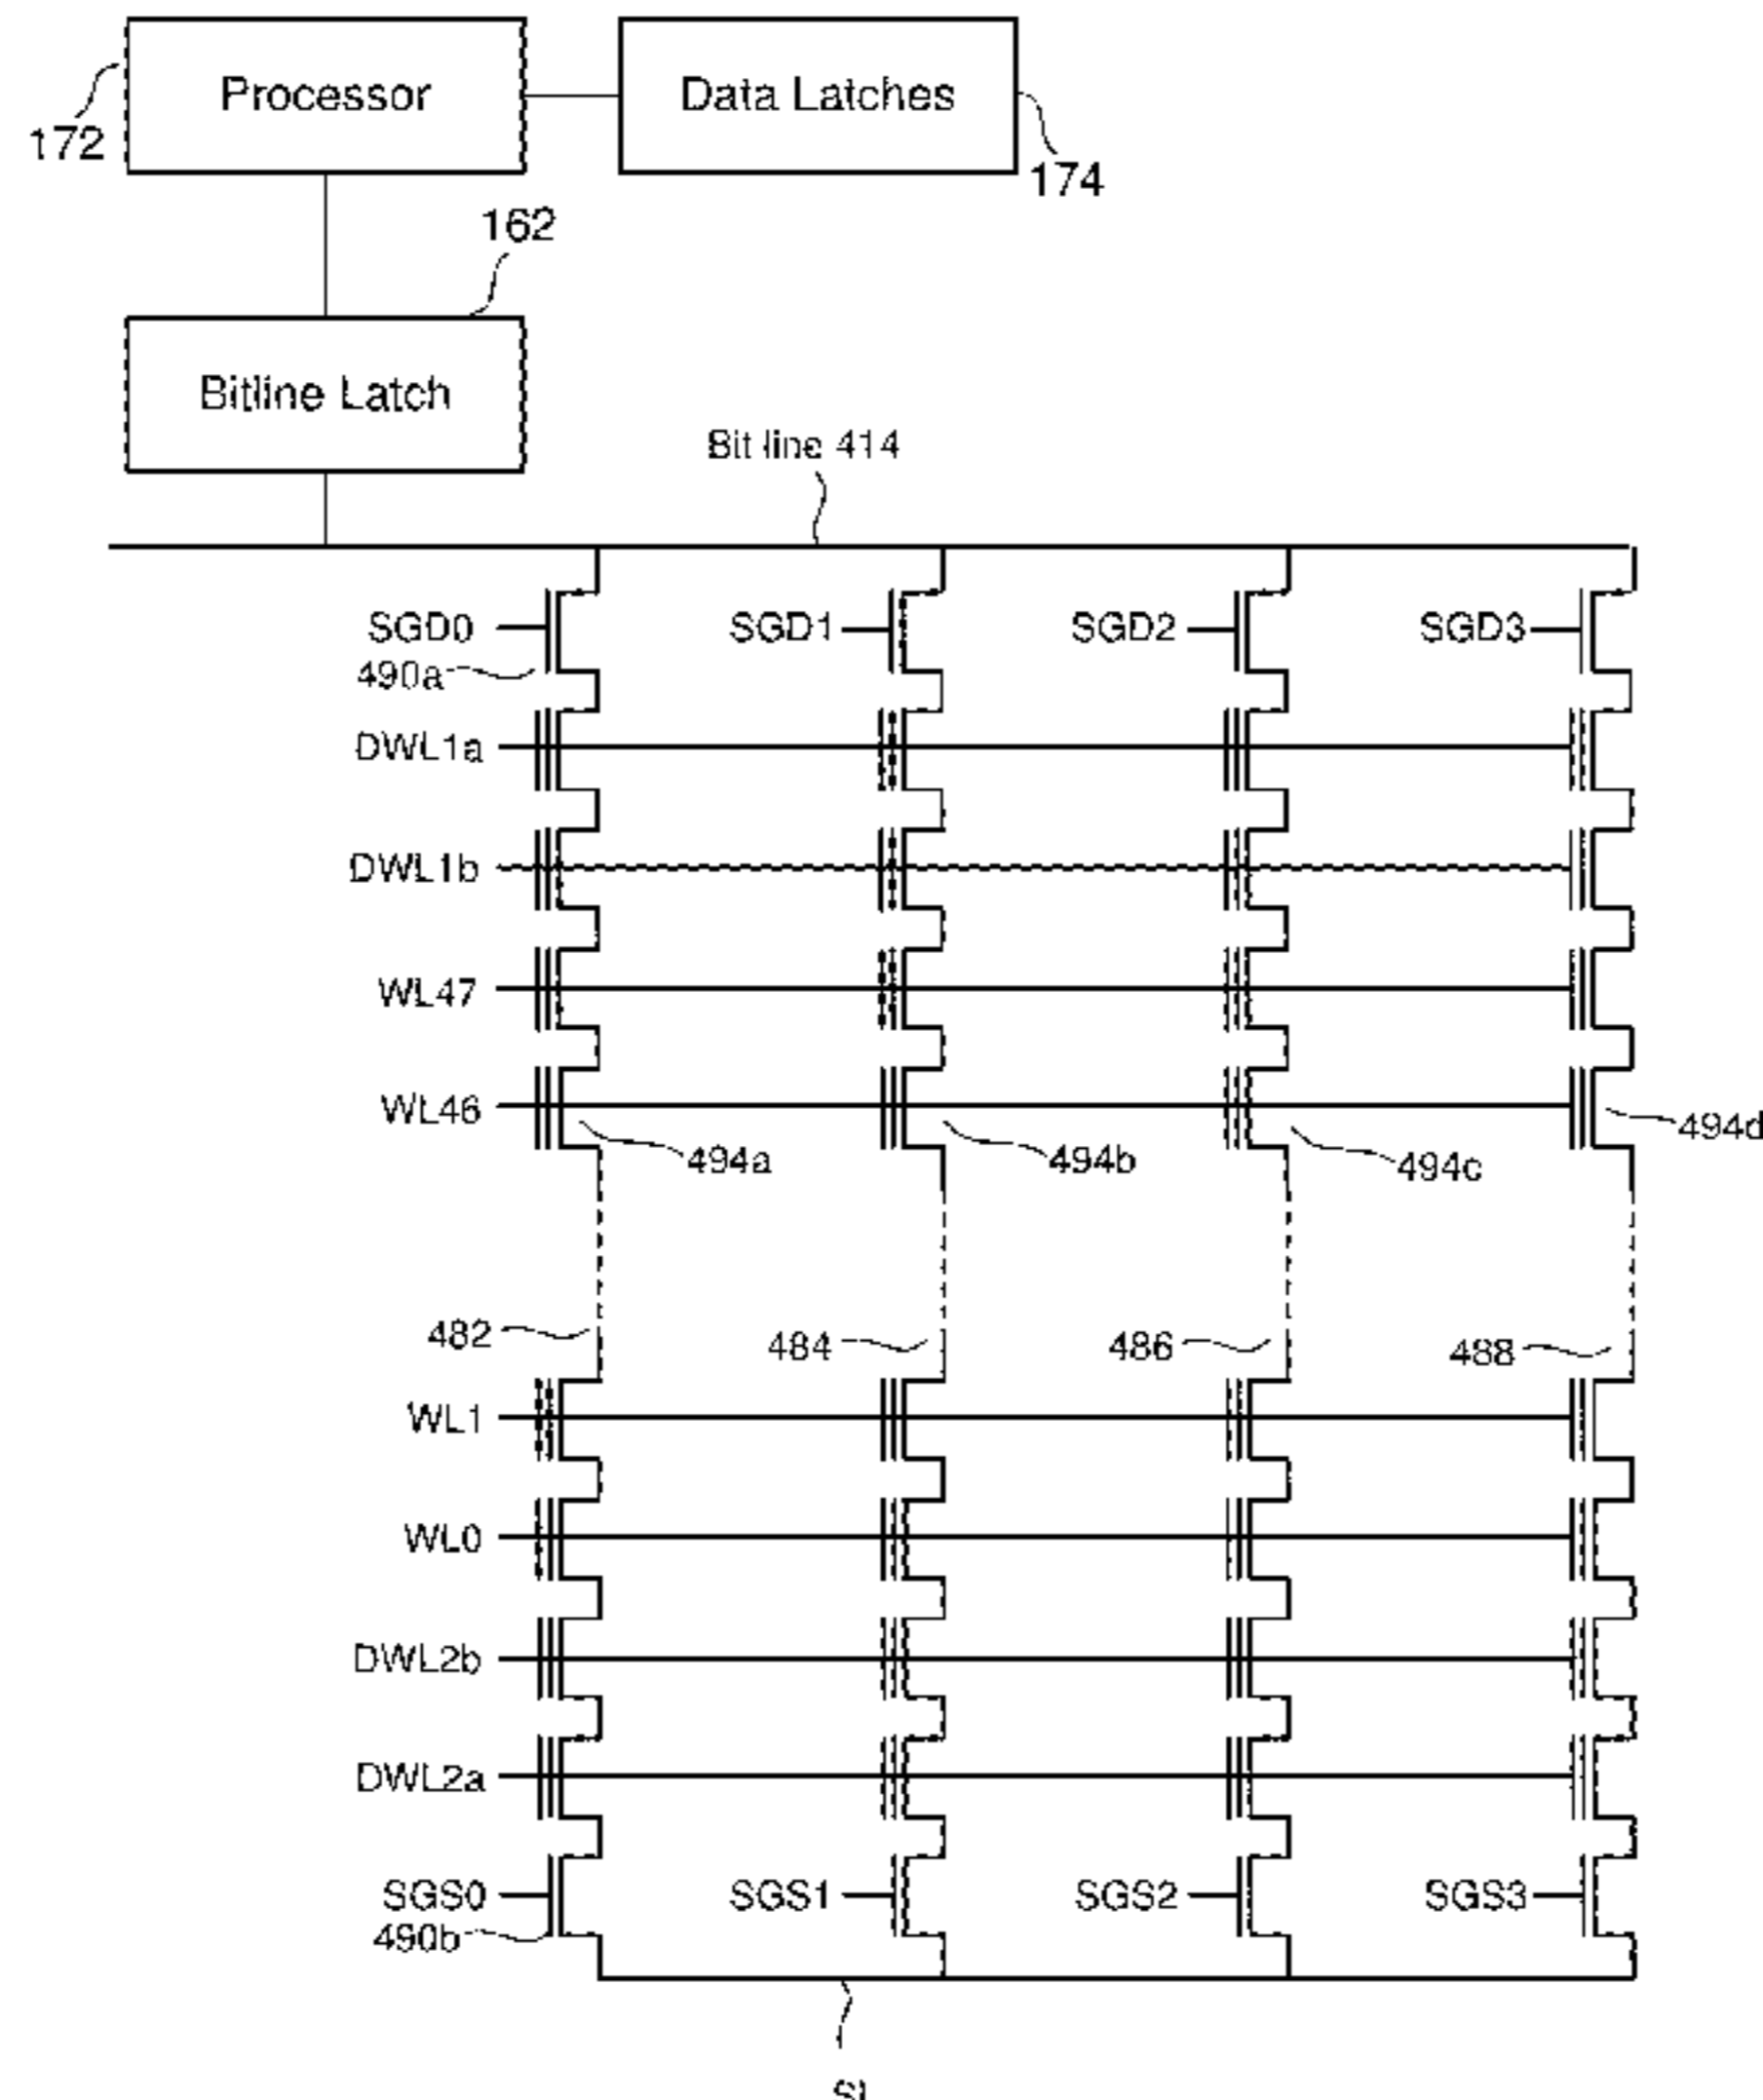 Processor
Data Latches
172
174
162
Bitline Latch
Bit line 414
SGD0
SGD1
SGD2
SGD3
490a
DWL1a
DWL1b
WL47
WL46
494a
494b
494c
494d
482
484
486
488
WL1
WL0
DWL2b
DWL2a
SGS0
SGS1
SGS2
SGS3
490b